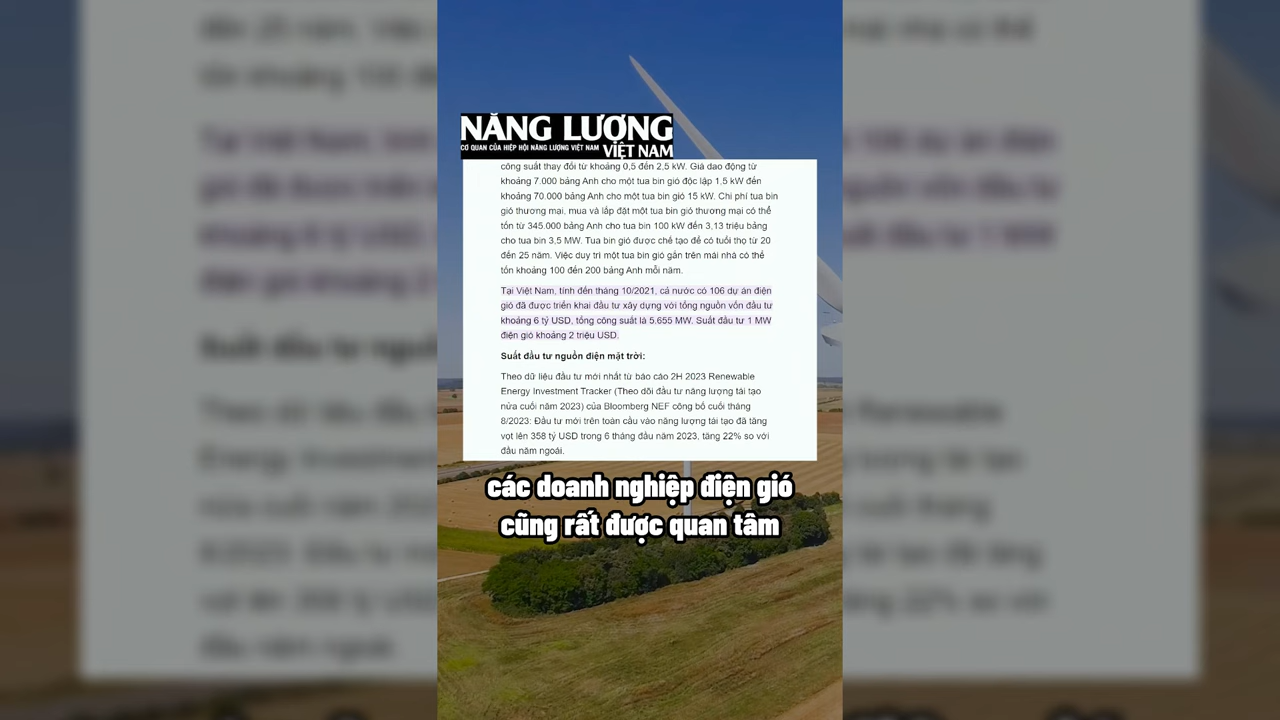 NĂNG LƯỢNG
CƠ QUAN CỦA HIỆP HỘI NĂNG LƯỢNG VIỆT NAM VIỆT NAM
công suất thay đổi từ khoảng 0,5 đến 2,5 kW. Giá dao động từ
khoảng 7.000 bảng Anh cho một tua bin gió độc lập 1,5 kW đến
khoảng 70.000 bảng Anh cho một tua bin gió 15 kW. Chi phí tua bin
gió thương mại, mua và lắp đặt một tua bin gió thương mại có thể
tốn từ 345.000 bảng Anh cho tua bin 100 kW đến 3,13 triệu bảng
cho tua bin 3,5 MW. Tua bin gió được chế tạo để có tuổi thọ từ 20
đến 25 năm. Việc duy trì một tua bin gió gắn trên mái nhà có thể
tốn khoảng 100 đến 200 bảng Anh mỗi năm.
Tại Việt Nam, tính đến tháng 10/2021, cả nước có 106 dự án điện
gió đã được triển khai đầu tư xây dựng với tổng nguồn vốn đầu tư
khoảng 6 tỷ USD, tổng công suất là 5.655 MW. Suất đầu tư 1 MW
điện gió khoảng 2 triệu USD.
Suất đầu tư nguồn điện mặt trời:
Theo dữ liệu đầu tư mới nhất từ báo cáo 2H 2023 Renewable
Energy Investment Tracker (Theo dõi đầu tư năng lượng tái tạo
nửa cuối năm 2023) của Bloomberg NEF công bố cuối tháng
8/2023: Đầu tư mới trên toàn cầu vào năng lượng tái tạo đã tăng
vọt lên 358 tỷ USD trong 6 tháng đầu năm 2023, tăng 22% so với
đầu năm ngoái.
các doanh nghiệp điện gió
cũng rất được quan tâm